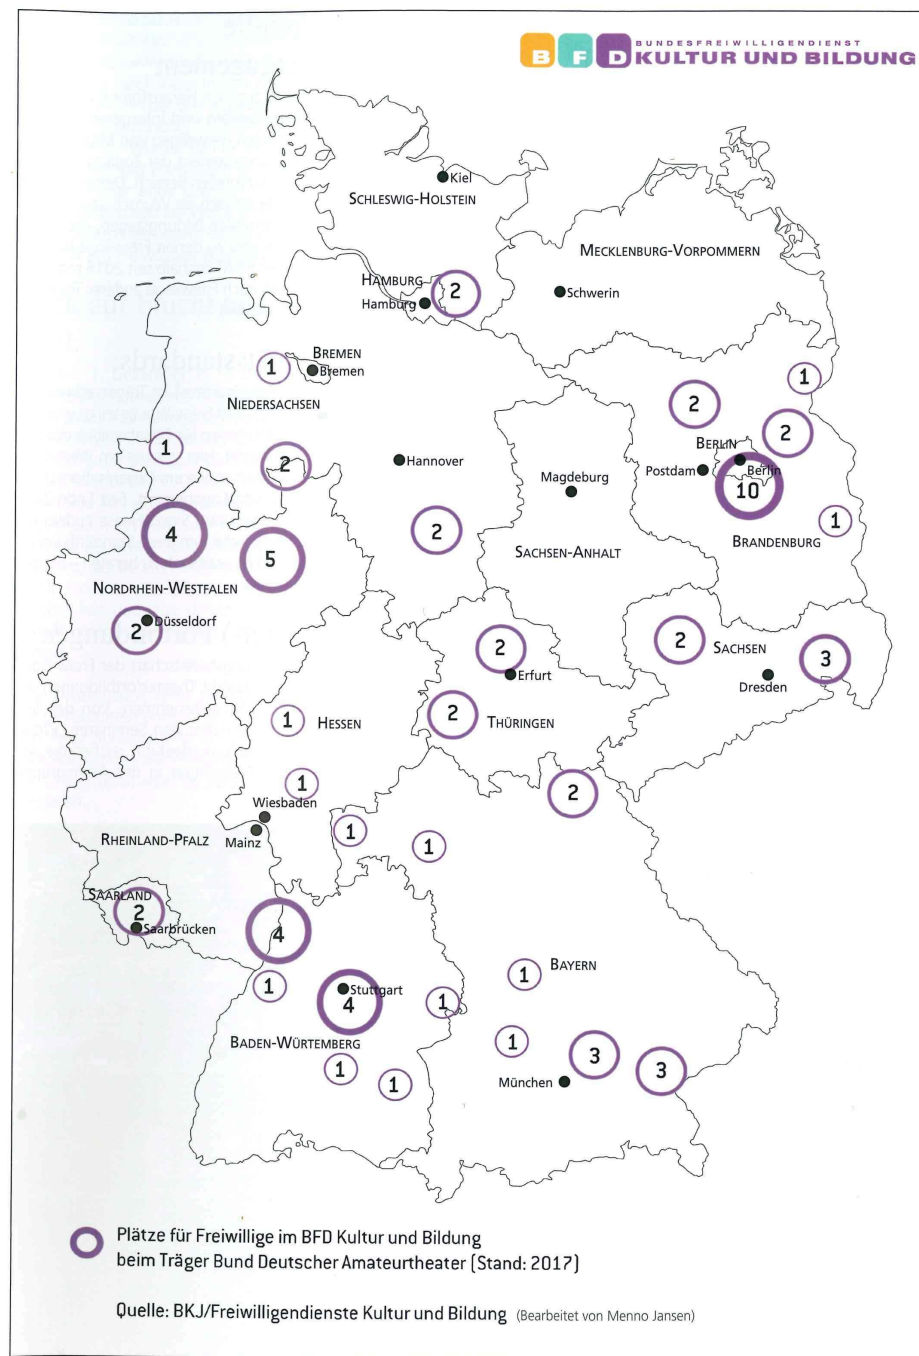 BFD BUNDESFREIWILLIGENDIENST
KULTUR UND BILDUNG
Kiel
SCHLESWIG-HOLSTEIN
MECKLENBURG-VORPOMMERN
HAMBURG
2
Schwerin
Hamburg
BREMEN
1
Bremen
1
NIEDERSACHSEN
2
2
BERLIN
1
2
Hannover
Postdam
Berlin
Magdeburg
10
4
2
1
5
BRANDENBURG
SACHSEN-ANHALT
NORDRHEIN-WESTFALEN
2
Düsseldorf
2
SACHSEN
2
3
Erfurt
Dresden
1
HESSEN
2
THÜRINGEN
1
2
Wiesbaden
Mainz
1
RHEINLAND-PFALZ
1
SAARLAND
2
Saarbrücken
4
1
BAYERN
1
Stuttgart
4
1
BADEN-WÜRTEMBERG
1
3
1
1
3
München
Plätze für Freiwillige im BFD Kultur und Bildung
beim Träger Bund Deutscher Amateurtheater (Stand: 2017)
Quelle: BKJ/Freiwilligendienste Kultur und Bildung (Bearbeitet von Menno Jansen)